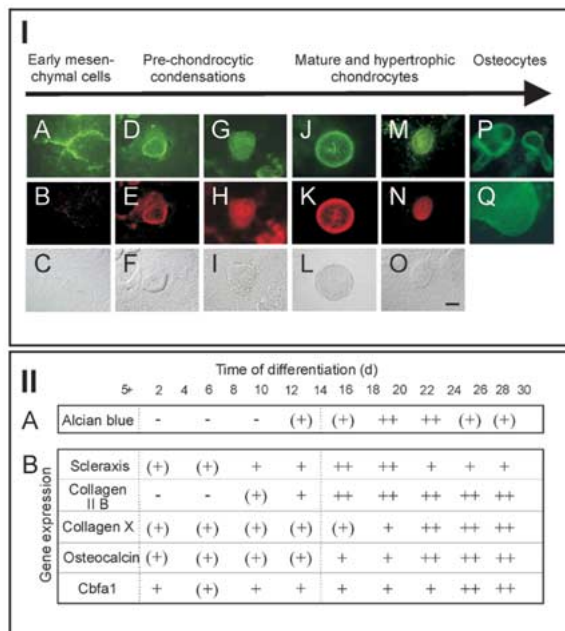 I
Early mesen-
chymal cells
Pre-chondrocytic
condensations
Mature and hypertrophic
chondrocytes
Osteocytes
A D G J M P
B E H K N Q
C F I L O
II
Time of differentiation (d)
5+ 2 4 6 8 10 12 14 16 18 20 22 24 26 28 30
A
Alcian blue - - - (+) (+) ++ ++ (+) (+)
B
Gene expression
Scleraxis (+) (+) + + ++ ++ + + +
Collagen
II B - - (+) + ++ ++ ++ ++ ++
Collagen X (+) (+) (+) (+) (+) + ++ ++ ++
Osteocalcin (+) (+) (+) (+) + + ++ ++ ++
Cbfa1 + (+) + + + + + ++ ++